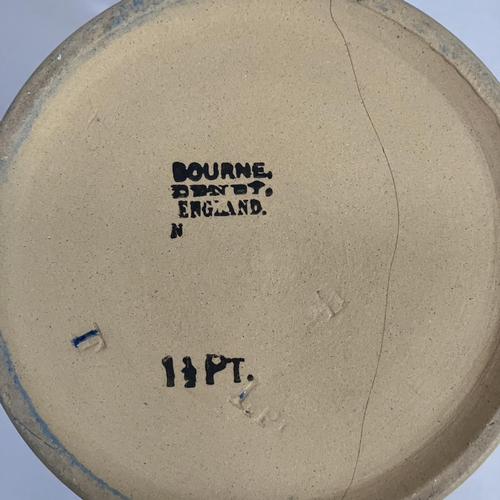 BOURNE.
DENBY.
ENGLAND.
N
1½ PT.